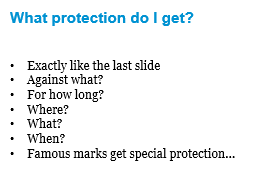 What protection do I get?
• Exactly like the last slide
• Against what?
• For how long?
• Where?
• What?
• When?
• Famous marks get special protection…